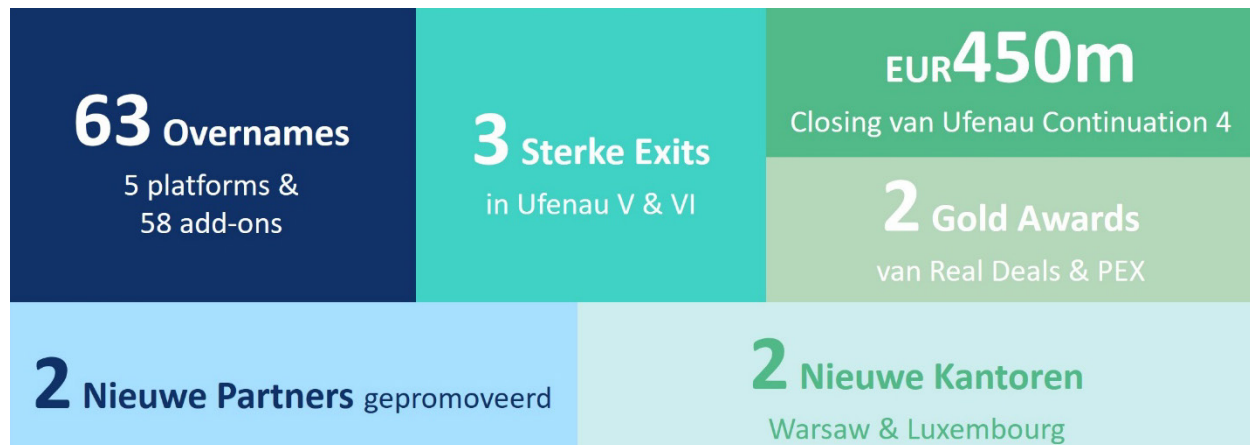 63 Overnames
5 platforms &
58 add-ons
3 Sterke Exits
in Ufenau V & VI
EUR450m
Closing van Ufenau Continuation 4
2 Gold Awards
van Real Deals & PEX
2 Nieuwe Partners gepromoveerd
2 Nieuwe Kantoren
Warsaw & Luxembourg